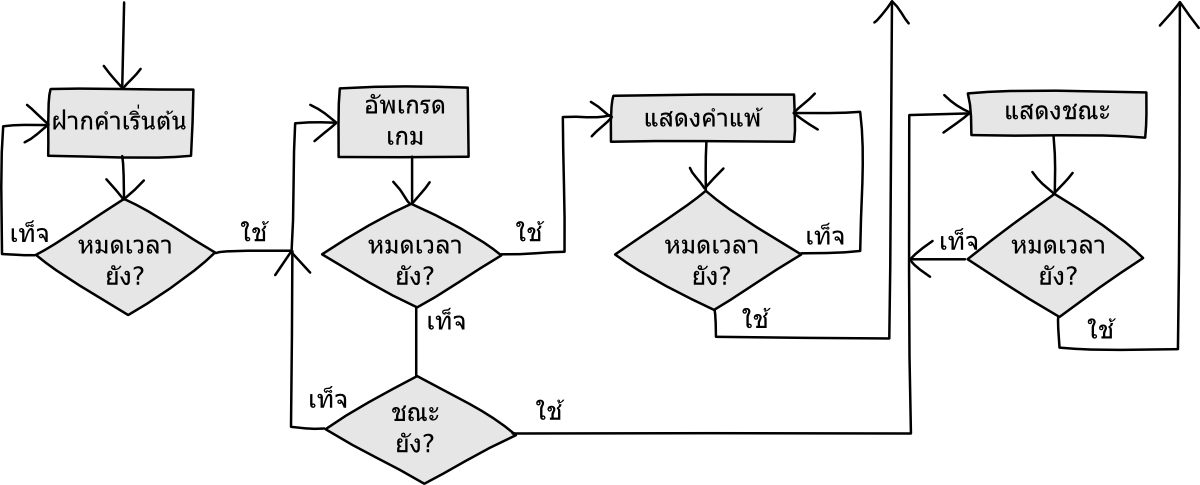 ฝากคำเริ่นต้น
อัพเกรด
เกม
แสดงคำแพ้
แสดงชณะ
เท็จ
หมดเวลา
ยัง?
ใช้
หมดเวลา
ยัง?
ใช้
หมดเวลา
ยัง?
เท็จ
เท็จ
หมดเวลา
ยัง?
เท็จ
ใช้
ใช้
เท็จ
ชณะ
ยัง?
ใช้